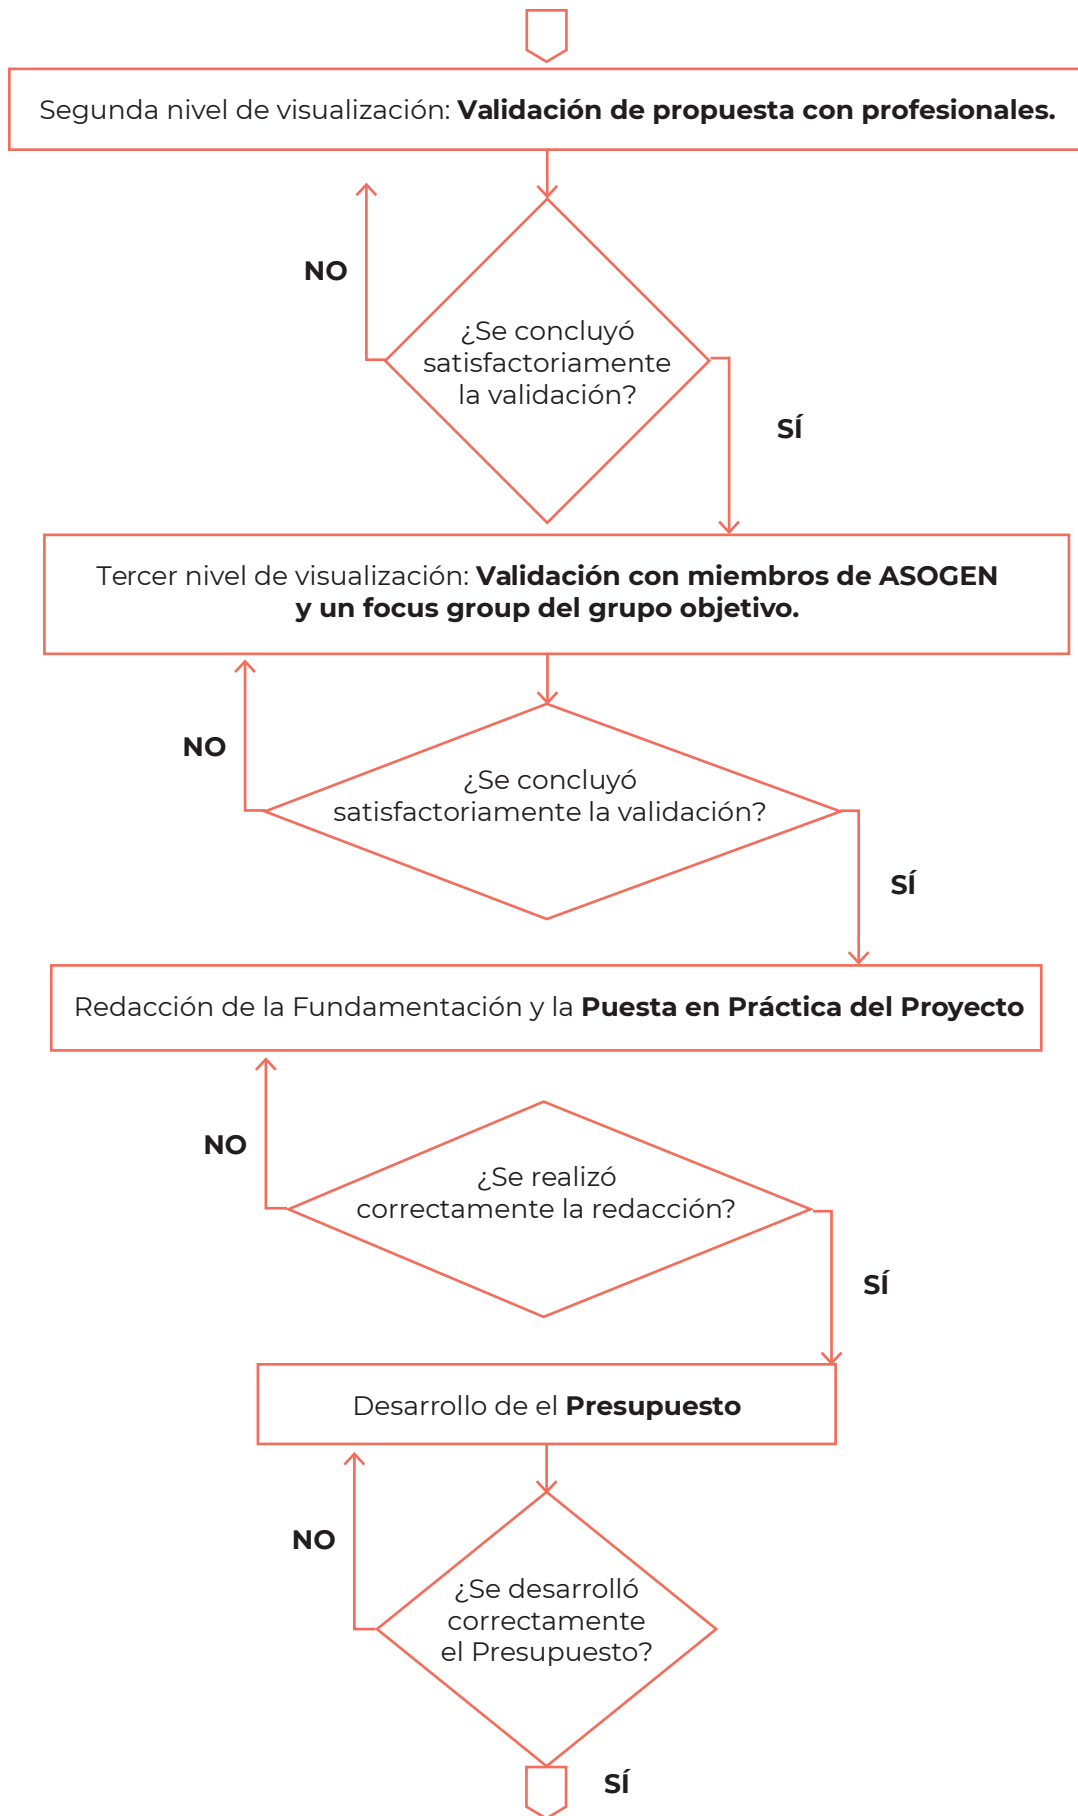 Segunda nivel de visualización: Validación de propuesta con profesionales.
NO
¿Se concluyó
satisfactoriamente
la validación?
SÍ
Tercer nivel de visualización: Validación con miembros de ASOGEN
y un focus group del grupo objetivo.
NO
¿Se concluyó
satisfactoriamente la validación?
SÍ
Redacción de la Fundamentación y la Puesta en Práctica del Proyecto
NO
¿Se realizó
correctamente la redacción?
SÍ
Desarrollo de el Presupuesto
NO
¿Se desarrolló
correctamente
el Presupuesto?
SÍ